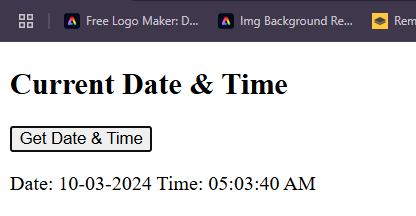 Free Logo Maker: D...
Img Background Re...
Rem
Current Date & Time
Get Date & Time
Date: 10-03-2024 Time: 05:03:40 AM